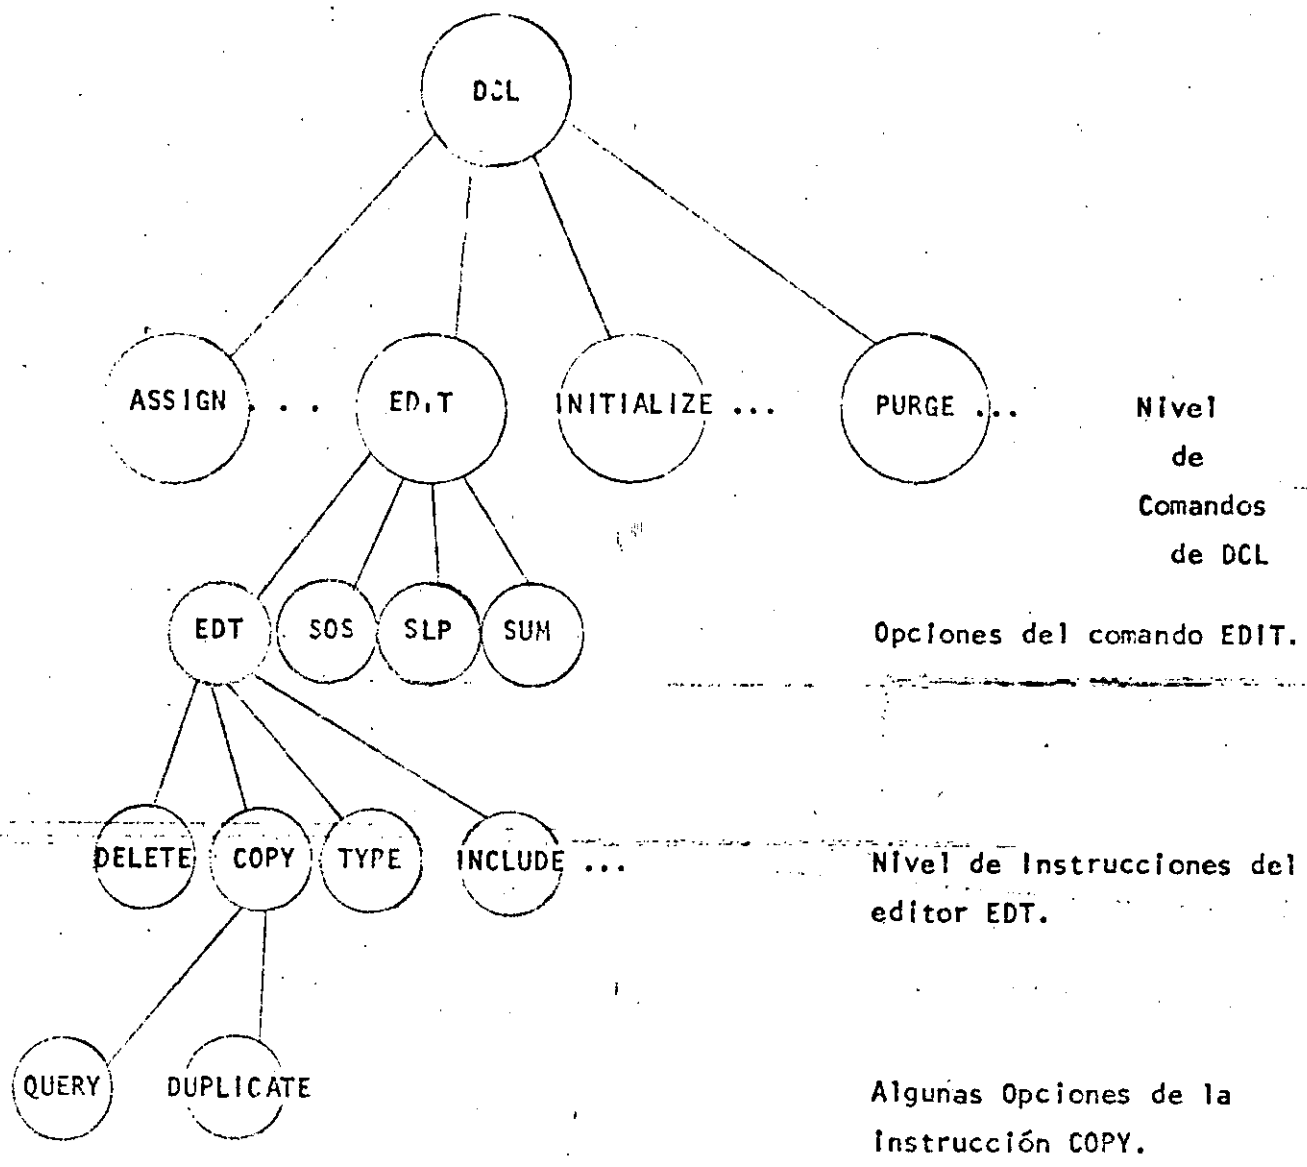 DCL
ASSIGN . . . EDIT INITIALIZE ... PURGE ... Nivel
de
Comandos
de DCL
EDT SOS SLP SUM Opciones del comando EDIT.
DELETE COPY TYPE INCLUDE ... Nivel de Instrucciones del
editor EDT.
QUERY DUPLICATE Algunas Opciones de la
instrucción COPY.